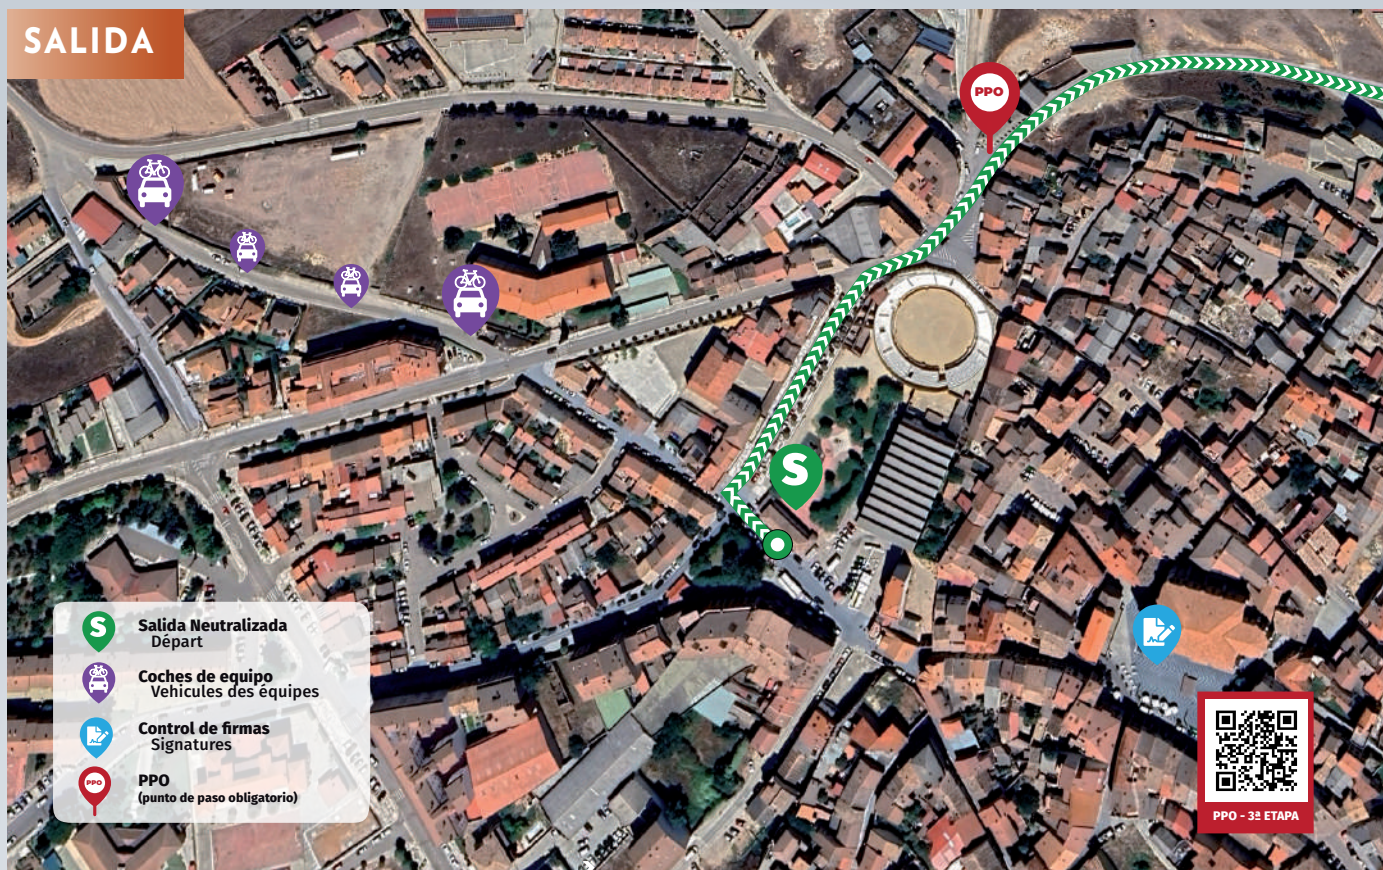 SALIDA
PPO
S
S
Salida Neutralizada
Départ
Coches de equipo
Vehicules des équipes
Control de firmas
Signatures
PPO
PPO
(punto de paso obligatorio)
PPO - 3ª ETAPA